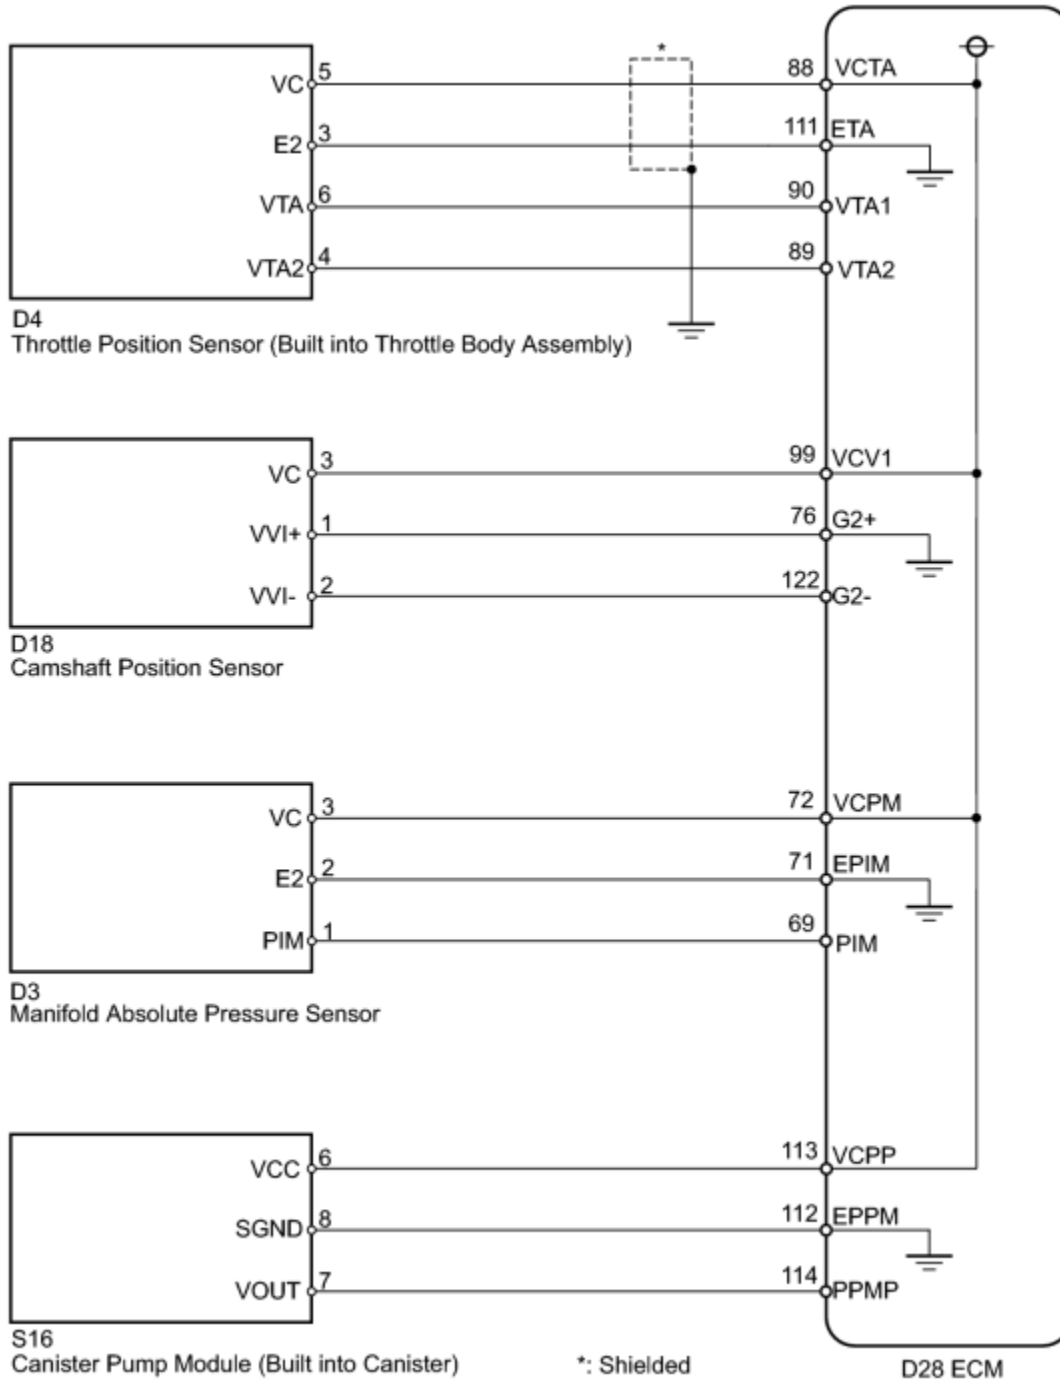 *
VC 5 88 VCTA
E2 3 111 ETA
VTA 6 90 VTA1
VTA2 4 89 VTA2
D4
Throttle Position Sensor (Built into Throttle Body Assembly)
VC 3 99 VCV1
VVI+ 1 76 G2+
VVI- 2 122 G2-
D18
Camshaft Position Sensor
VC 3 72 VCPM
E2 2 71 EPIM
PIM 1 69 PIM
D3
Manifold Absolute Pressure Sensor
VCC 6 113 VCPP
SGND 8 112 EPPM
VOUT 7 114 PPMP
S16
Canister Pump Module (Built into Canister)
*: Shielded
D28 ECM